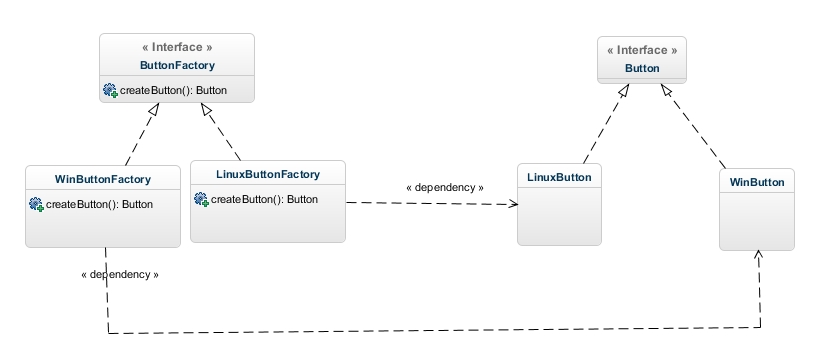 « Interface »
ButtonFactory
createButton(): Button
« Interface »
Button
WinButtonFactory
createButton(): Button
LinuxButtonFactory
createButton(): Button
« dependency »
LinuxButton
WinButton
« dependency »